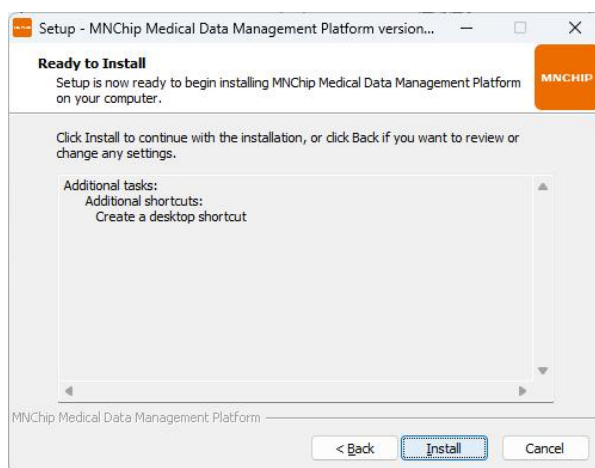 Setup - MNChip Medical Data Management Platform version...
Ready to Install
Setup is now ready to begin installing MNChip Medical Data Management Platform
on your computer.
MNCHIP
Click Install to continue with the installation, or click Back if you want to review or
change any settings.
Additional tasks:
Additional shortcuts:
Create a desktop shortcut
MNChip Medical Data Management Platform
< Back
Install
Cancel